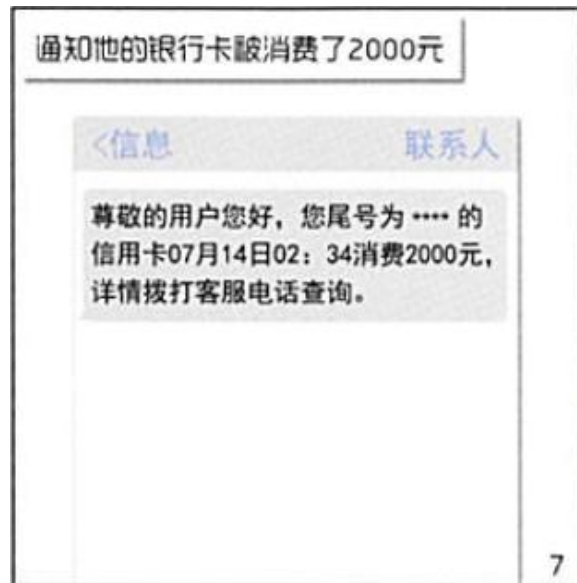 通知他的银行卡被消费了2000元
<信息 联系人
尊敬的用户您好，您尾号为 •••• 的
信用卡07月14日02：34消费2000元，
详情拨打客服电话查询。
7